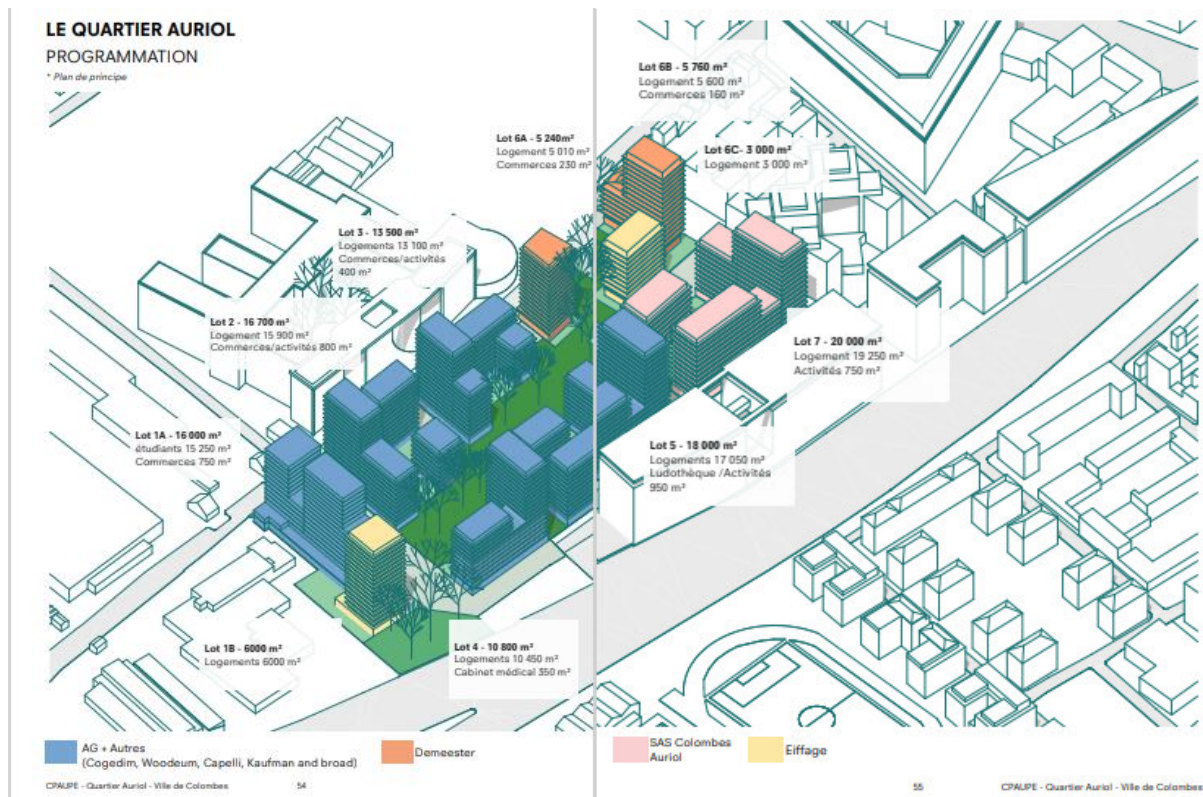 LE QUARTIER AURIOL
PROGRAMMATION
* Plan de principe
Lot 6A - 5 240m²
Logement 5 010 m²
Commerces 230 m²
Lot 3 - 13 500 m²
Logements 13 100 m²
Commerces/activités
400 m²
Lot 2 - 16 700 m²
Logement 15 900 m²
Commerces/activités 800 m²
Lot 1A - 16 000 m²
étudiants 15 250 m²
Commerces 750 m²
Lot 1B - 6000 m²
Logements 6000 m²
Lot 4 - 10 800 m²
Logements 10 450 m²
Cabinet médical 350 m²
AG + Autres
(Cogedim, Woodeum, Capelli, Kaufman and broad)
Demeester
CPAUPE - Quartier Auriol - Ville de Colombes
54
Lot 6B - 5 760 m²
Logement 5 600 m²
Commerces 160 m²
Lot 6C- 3 000 m²
Logement 3 000 m²
Lot 7 - 20 000 m²
Logement 19 250 m²
Activités 750 m²
Lot 5 - 18 000 m²
Logements 17 050 m²
Ludothèque /Activités
950 m²
SAS Colombes
Auriol
Eiffage
55
CPAUPE - Quartier Auriol - Ville de Colombes